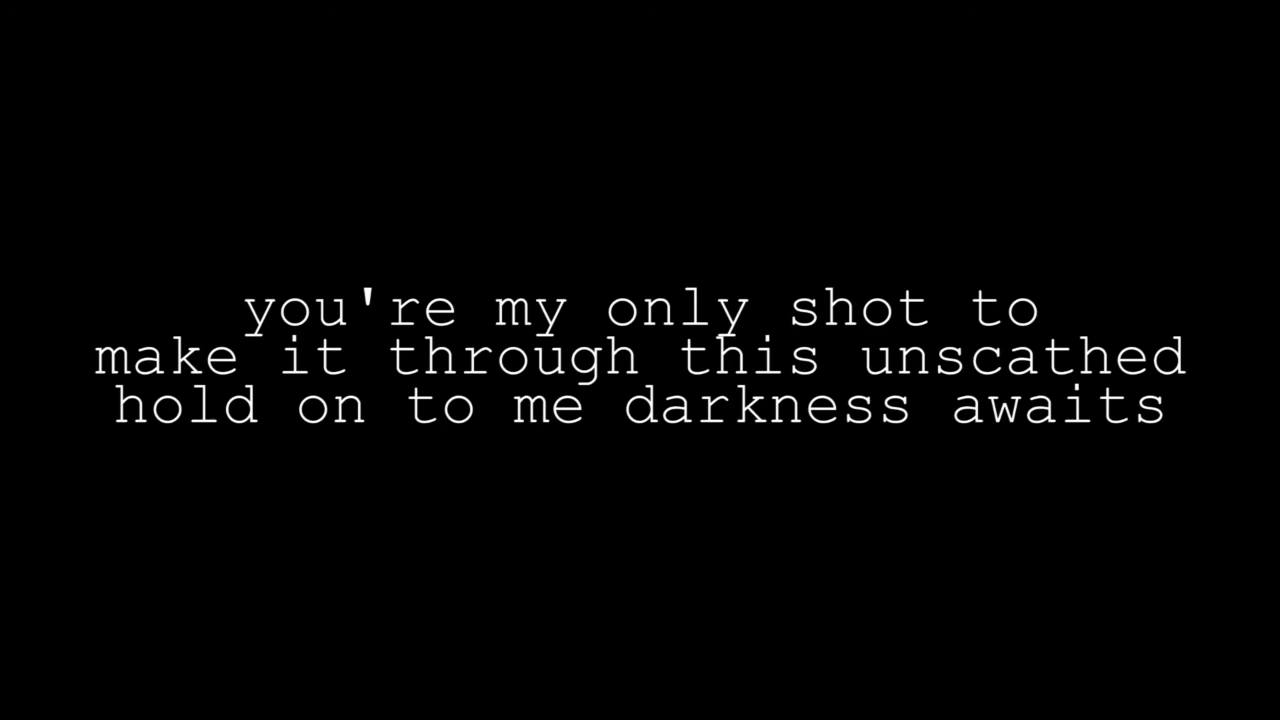 you're my only shot to
make it through this unscathed
hold on to me darkness awaits